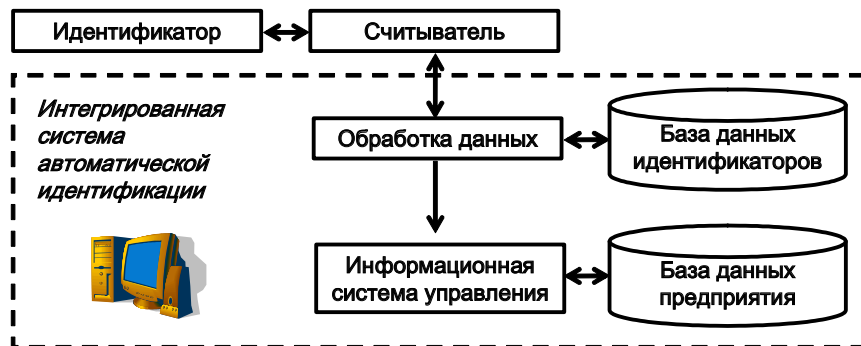 Идентификатор
Считыватель
Интегрированная
система
автоматической
идентификации
Обработка данных
База данных
идентификаторов
Информационная
система управления
База данных
предприятия